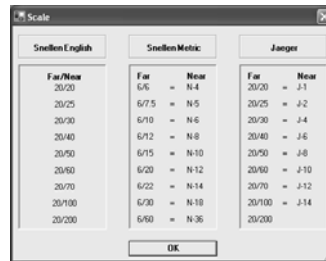 Scale
Snellen English Snellen Metric Jaeger
Far/Near Far Near Far Near
20/20 6/6 = N-4 20/20 = J-1
20/25 6/7.5 = N-5 20/25 = J-2
20/30 6/10 = N-6 20/30 = J-4
20/40 6/12 = N-8 20/40 = J-6
20/50 6/15 = N-10 20/50 = J-8
20/60 6/20 = N-12 20/60 = J-10
20/70 6/22 = N-14 20/70 = J-12
20/100 6/30 = N-18 20/100 = J-14
20/200 6/60 = N-36 20/200
OK